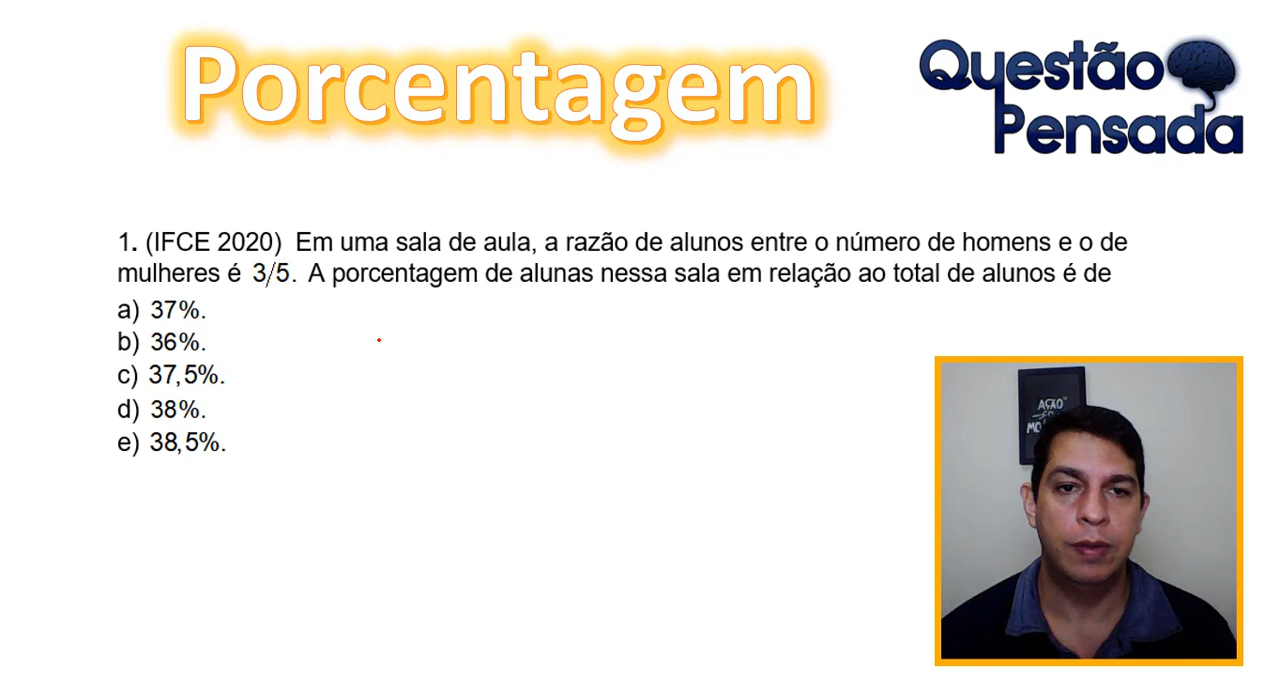 Porcentagem
Questão
Pensada
1. (IFCE 2020) Em uma sala de aula, a razão de alunos entre o número de homens e o de
mulheres é 3/5. A porcentagem de alunas nessa sala em relação ao total de alunos é de
a) 37%.
b) 36%.
c) 37,5%.
d) 38%.
e) 38,5%.
AÇÃO